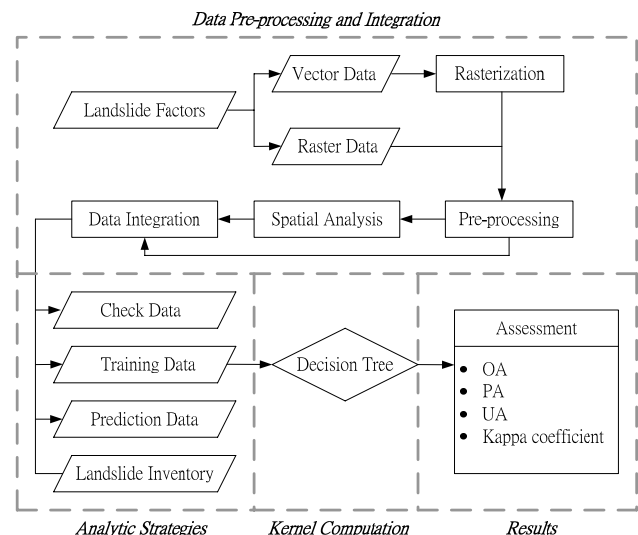 Data Pre-processing and Integration
Vector Data
Rasterization
Landslide Factors
Raster Data
Data Integration
Spatial Analysis
Pre-processing
Check Data
Training Data
Prediction Data
Landslide Inventory
Decision Tree
Assessment
• OA
• PA
• UA
• Kappa coefficient
Analytic Strategies
Kernel Computation
Results